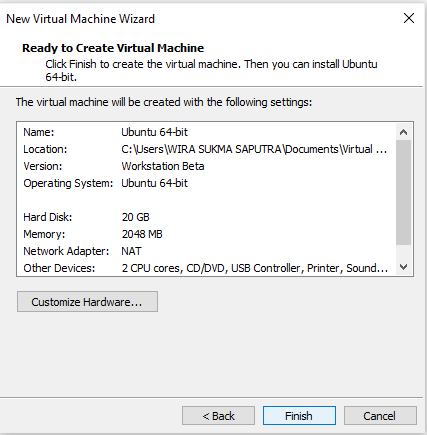 New Virtual Machine Wizard
Ready to Create Virtual Machine
Click Finish to create the virtual machine. Then you can install Ubuntu
64-bit.
The virtual machine will be created with the following settings:
Name: Ubuntu 64-bit
Location: C:\Users\WIRA SUKMA SAPUTRA\Documents\Virtual ...
Version: Workstation Beta
Operating System: Ubuntu 64-bit
Hard Disk: 20 GB
Memory: 2048 MB
Network Adapter: NAT
Other Devices: 2 CPU cores, CD/DVD, USB Controller, Printer, Sound...
Customize Hardware...
< Back Finish Cancel